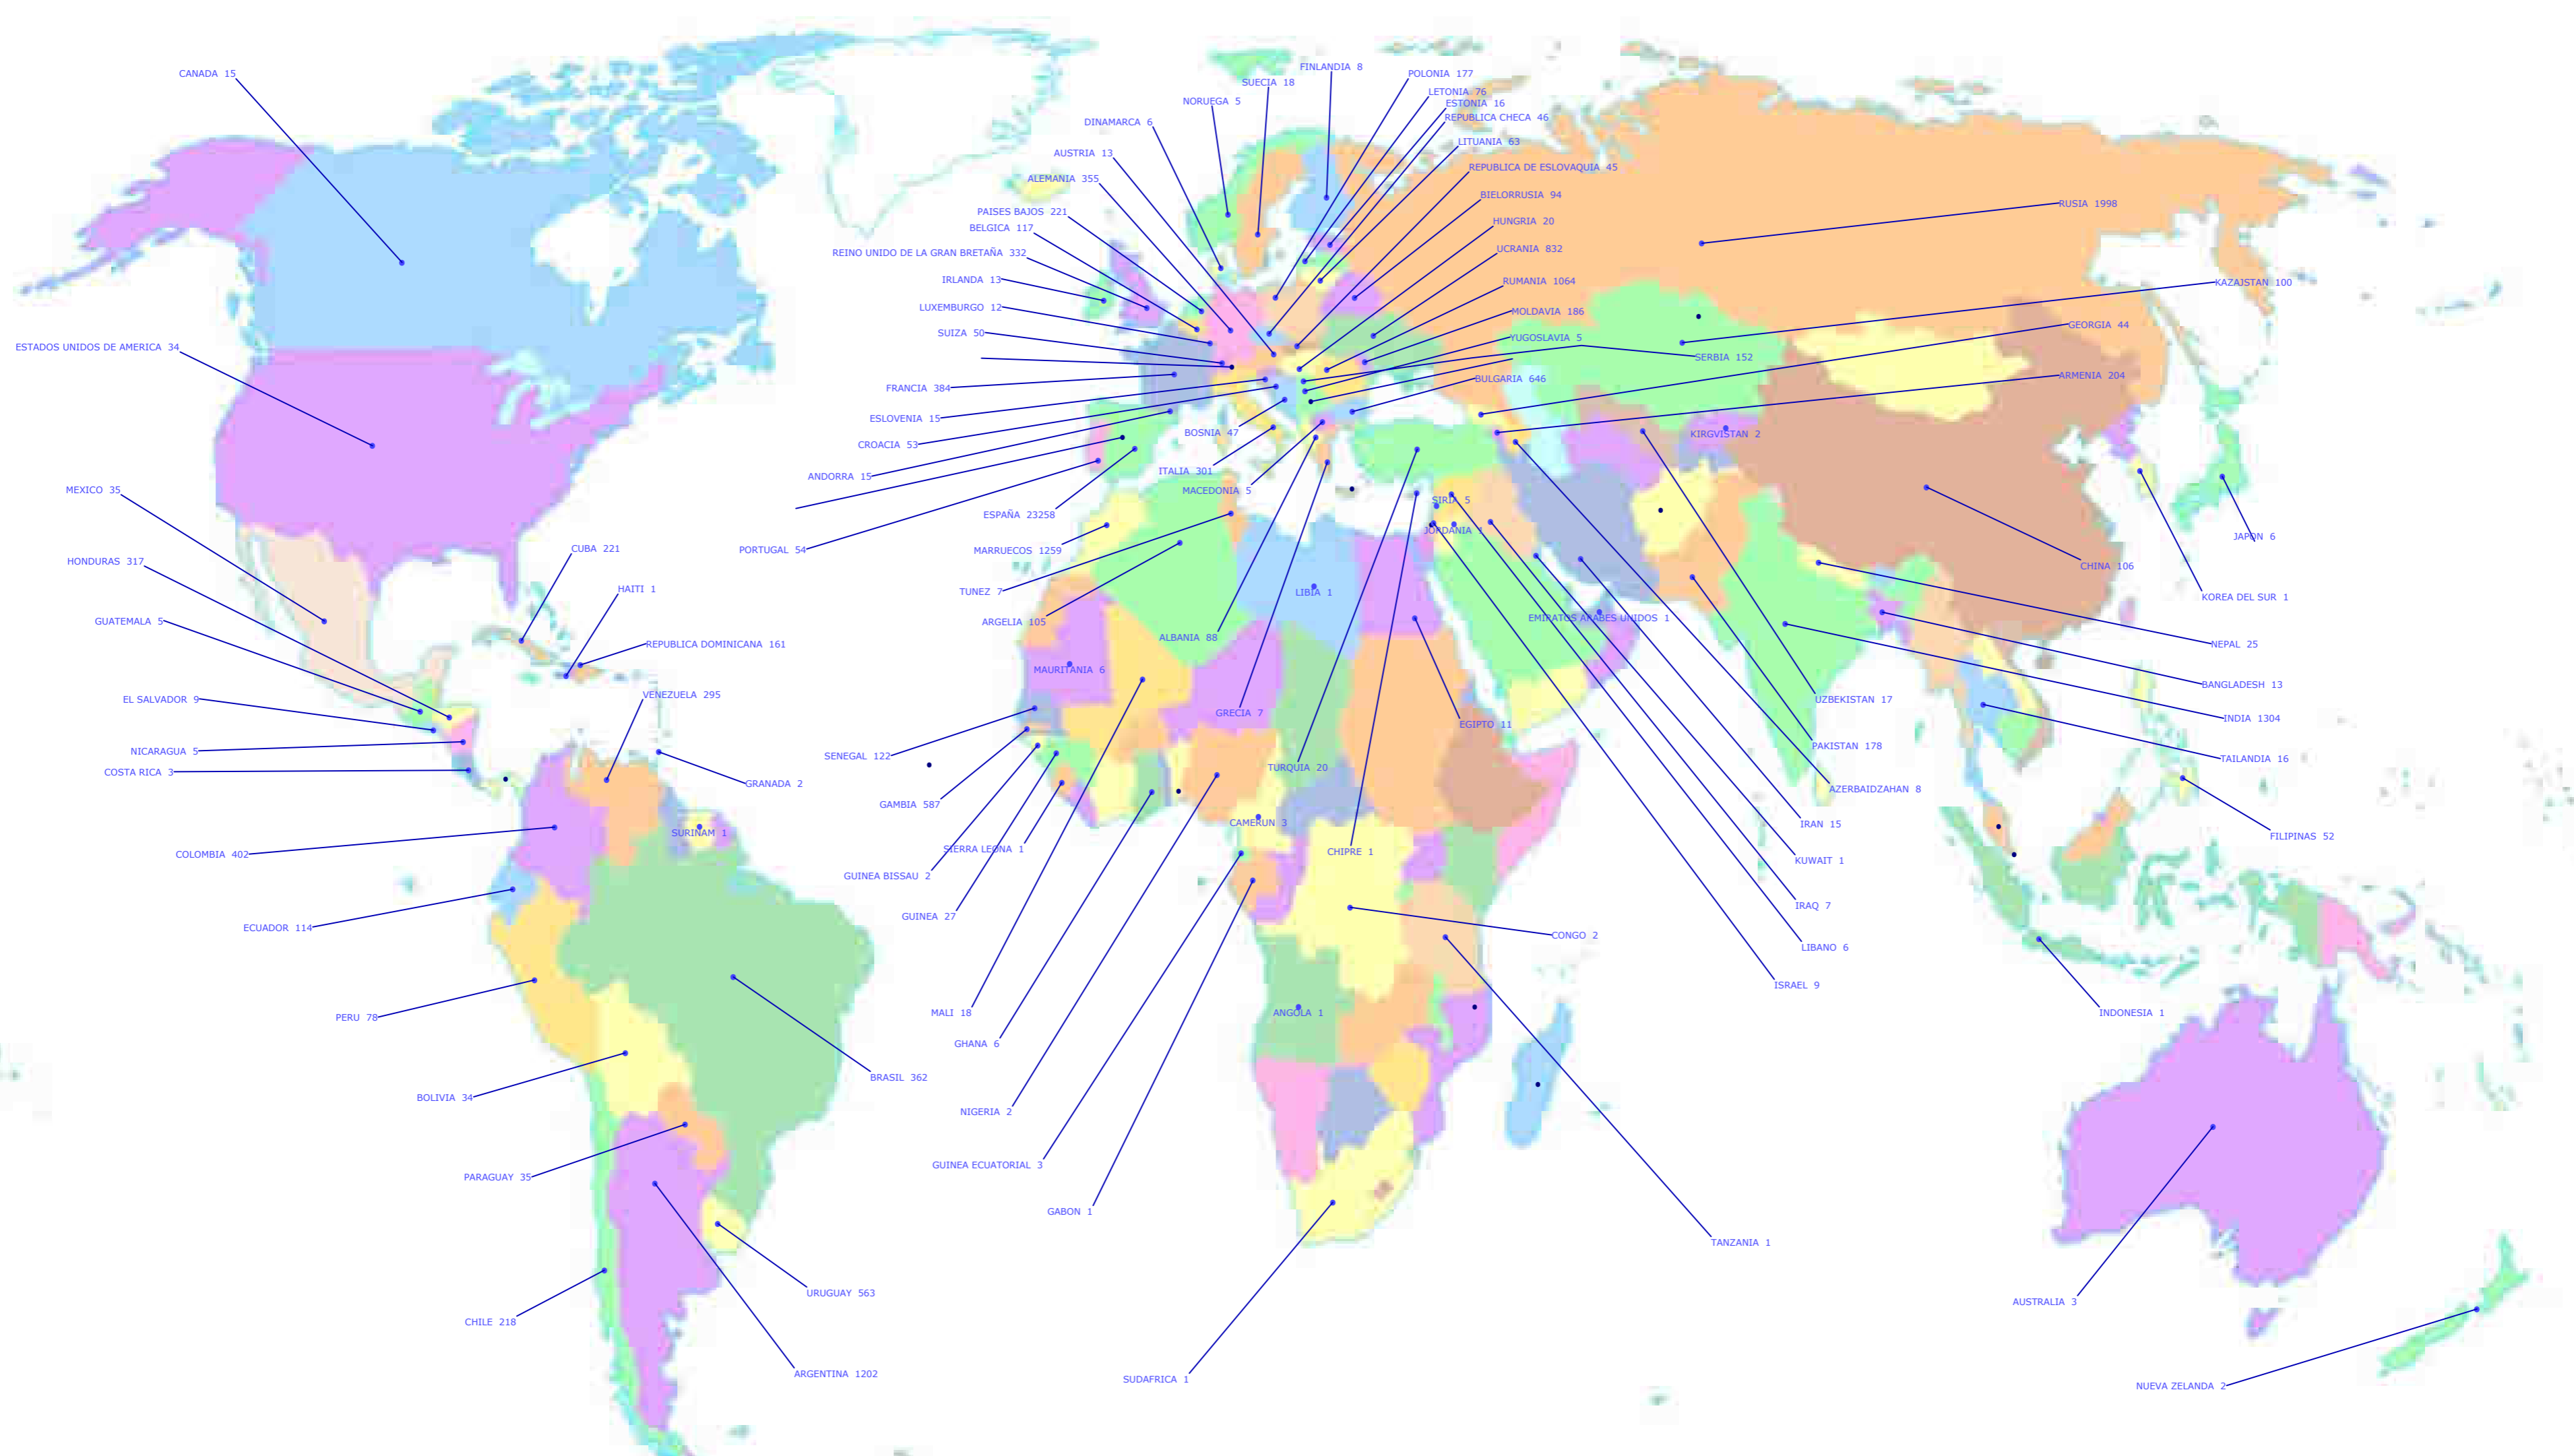 FINLANDIA 8
CANADA 15
POLONIA 177
SUECIA 18
LETONIA 76
NORUEGA 5
ESTONIA 16
REPUBLICA CHECA 46
DINAMARCA 6
LITUANIA 63
AUSTRIA 13
REPUBLICA DE ESLOVAQUIA 45
ALEMANIA 355
BIELORRUSIA 94
RUSIA 1998
PAISES BAJOS 221
HUNGRIA 20
BELGICA 117
UCRANIA 832
REINO UNIDO DE LA GRAN BRETAÑA 332
IRLANDA 13
RUMANIA 1064
KAZAJSTAN 100
LUXEMBURGO 12
MOLDAVIA 186
GEORGIA 44
SUIZA 50
YUGOSLAVIA 5
ESTADOS UNIDOS DE AMERICA 34
SERBIA 152
ARMENIA 204
BULGARIA 646
FRANCIA 384
ESLOVENIA 15
BOSNIA 47
KIRGVISTAN 2
CROACIA 53
ITALIA 301
ANDORRA 15
MEXICO 35
MACEDONIA 5
SIRIA 5
ESPAÑA 23258
JORDANIA 1
JAPON 6
CUBA 221
PORTUGAL 54
MARRUECOS 1259
HONDURAS 317
CHINA 106
HAITI 1
TUNEZ 7
LIBIA 1
KOREA DEL SUR 1
GUATEMALA 5
ARGELIA 105
EMIRATOS ARABES UNIDOS 1
ALBANIA 88
REPUBLICA DOMINICANA 161
NEPAL 25
MAURITANIA 6
BANGLADESH 13
EL SALVADOR 9
VENEZUELA 295
UZBEKISTAN 17
GRECIA 7
INDIA 1304
EGIPTO 11
NICARAGUA 5
PAKISTAN 178
SENEGAL 122
TAILANDIA 16
COSTA RICA 3
TURQUIA 20
GRANADA 2
AZERBAIDZAHAN 8
GAMBIA 587
CAMERUN 3
IRAN 15
SURINAM 1
FILIPINAS 52
SIERRA LEONA 1
CHIPRE 1
COLOMBIA 402
KUWAIT 1
GUINEA BISSAU 2
IRAQ 7
GUINEA 27
ECUADOR 114
CONGO 2
LIBANO 6
ISRAEL 9
MALI 18
ANGOLA 1
INDONESIA 1
PERU 78
GHANA 6
BRASIL 362
BOLIVIA 34
NIGERIA 2
GUINEA ECUATORIAL 3
PARAGUAY 35
GABON 1
TANZANIA 1
URUGUAY 563
AUSTRALIA 3
CHILE 218
ARGENTINA 1202
SUDAFRICA 1
NUEVA ZELANDA 2